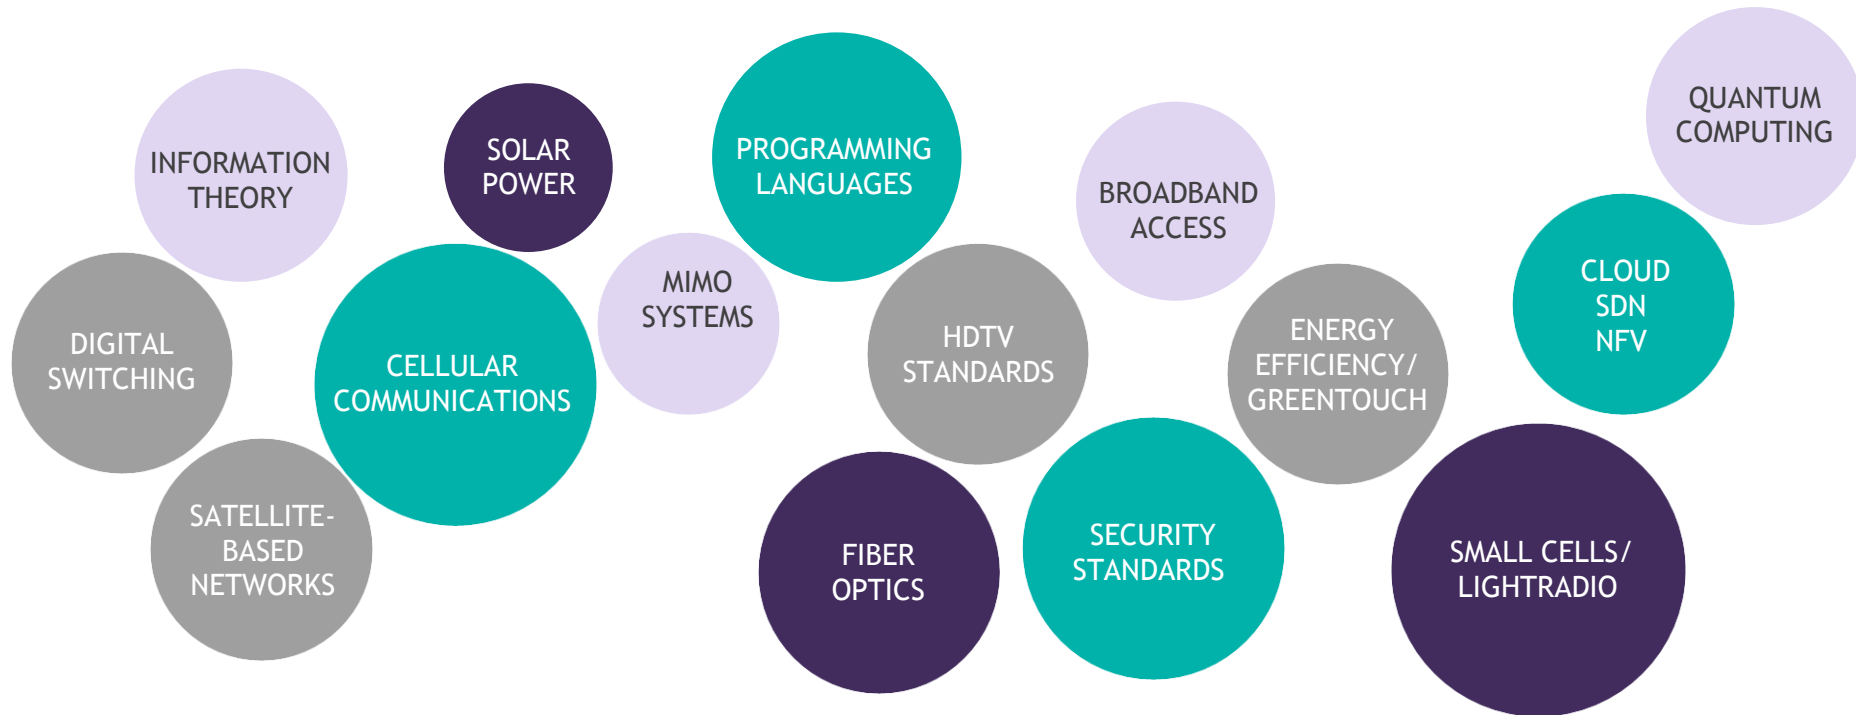 INFORMATION
THEORY
SOLAR
POWER
PROGRAMMING
LANGUAGES
BROADBAND
ACCESS
QUANTUM
COMPUTING
DIGITAL
SWITCHING
CELLULAR
COMMUNICATIONS
MIMO
SYSTEMS
HDTV
STANDARDS
ENERGY
EFFICIENCY/
GREENTOUCH
CLOUD
SDN
NFV
SATELLITE-
BASED
NETWORKS
FIBER
OPTICS
SECURITY
STANDARDS
SMALL CELLS/
LIGHTRADIO